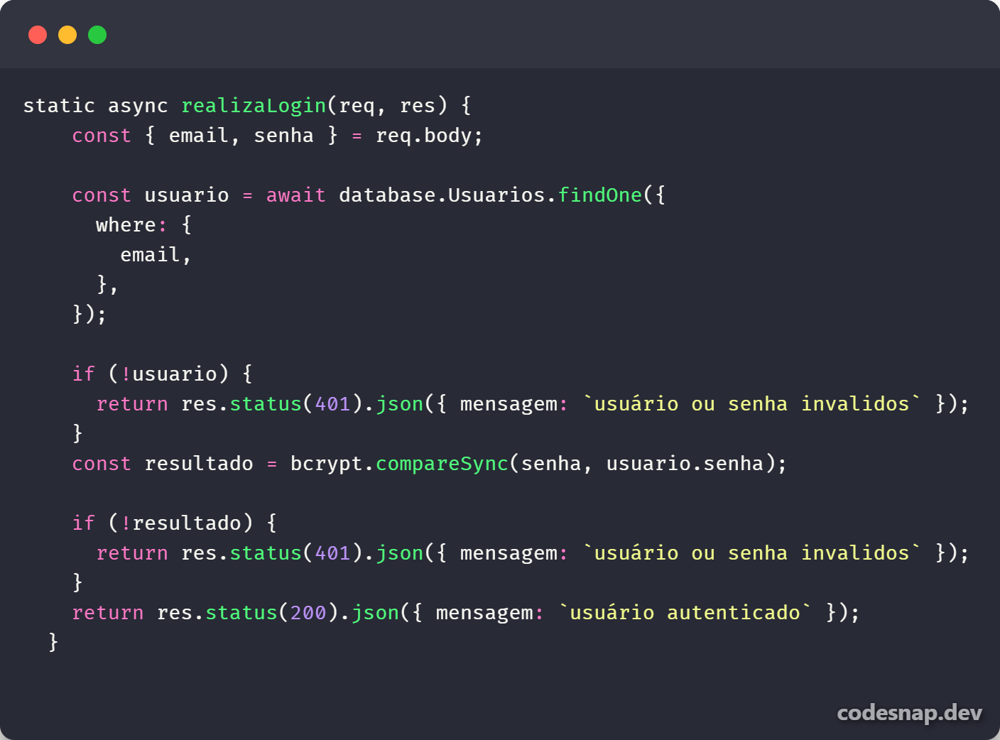 static async realizaLogin(req, res) {
    const { email, senha } = req.body;

    const usuario = await database.Usuarios.findOne({
      where: {
        email,
      },
    });

    if (!usuario) {
      return res.status(401).json({ mensagem: `usuário ou senha invalidos` });
    }
    const resultado = bcrypt.compareSync(senha, usuario.senha);

    if (!resultado) {
      return res.status(401).json({ mensagem: `usuário ou senha invalidos` });
    }
    return res.status(200).json({ mensagem: `usuário autenticado` });
  }
codesnap.dev